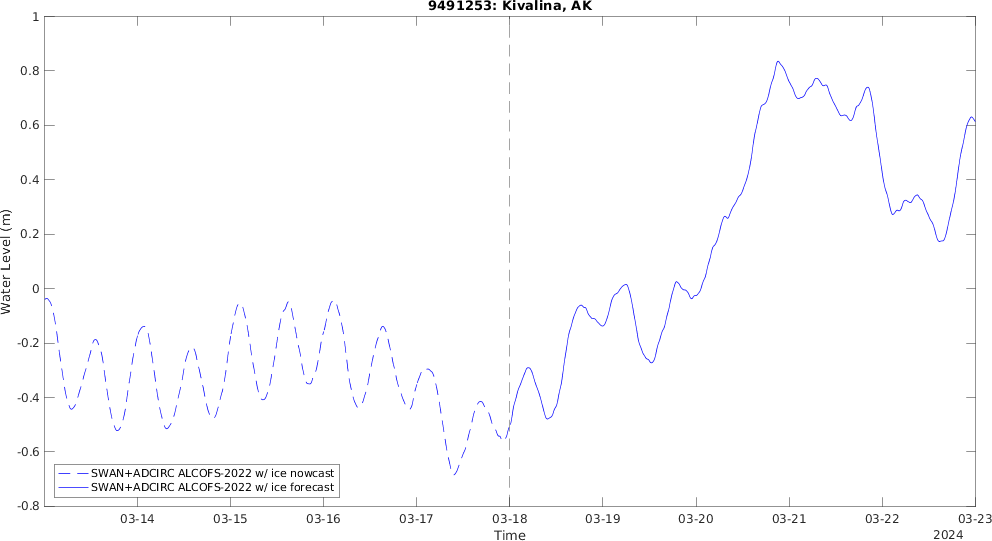 9491253: Kivalina, AK
1
0.8
0.6
0.4
0.2
0
-0.2
-0.4
-0.6
-0.8
Water Level (m)
SWAN+ADCIRC ALCOFS-2022 w/ ice nowcast
SWAN+ADCIRC ALCOFS-2022 w/ ice forecast
03-14 03-15 03-16 03-17 03-18 03-19 03-20 03-21 03-22 03-23
Time
2024